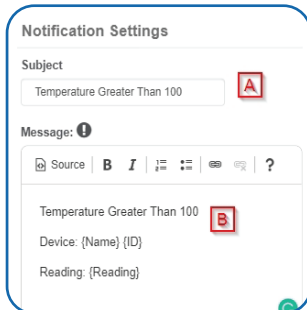 Notification Settings
Subject
Temperature Greater Than 100
A
Message:
Source B I ?
Temperature Greater Than 100
B
Device: {Name} {ID}
Reading: {Reading}